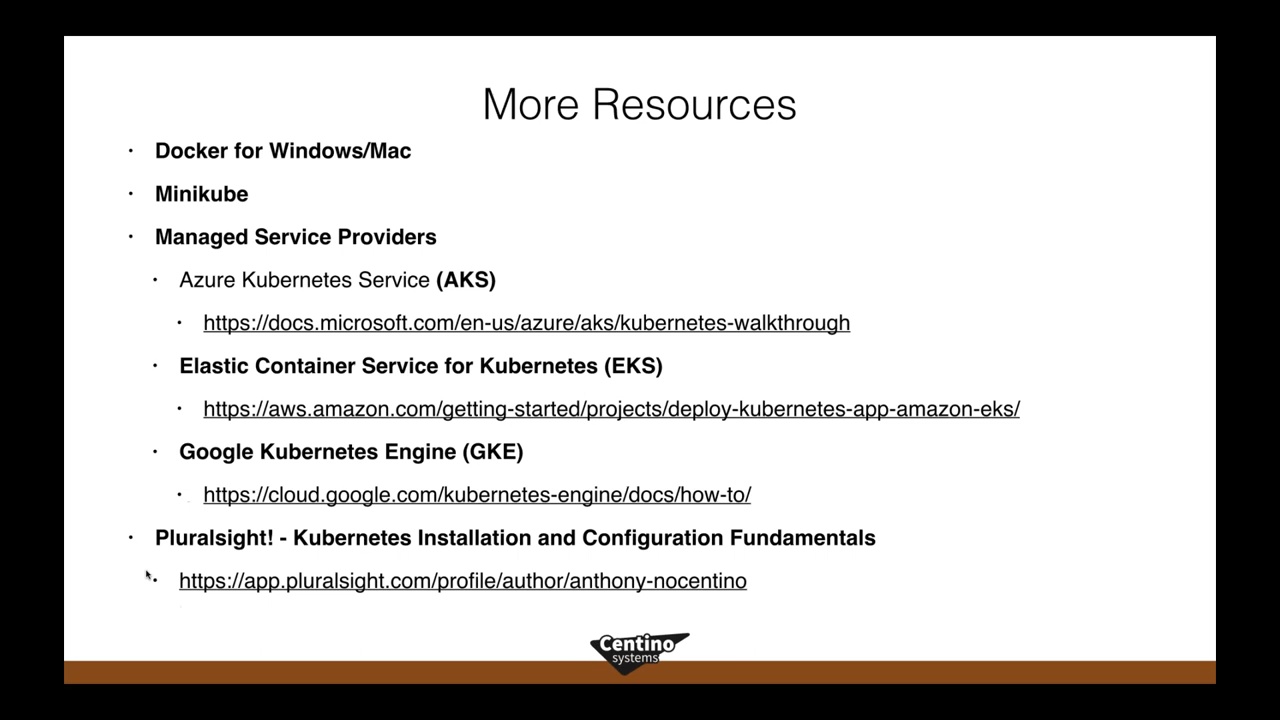 More Resources
• Docker for Windows/Mac
• Minikube
• Managed Service Providers
• Azure Kubernetes Service (AKS)
• https://docs.microsoft.com/en-us/azure/aks/kubernetes-walkthrough
• Elastic Container Service for Kubernetes (EKS)
• https://aws.amazon.com/getting-started/projects/deploy-kubernetes-app-amazon-eks/
• Google Kubernetes Engine (GKE)
• https://cloud.google.com/kubernetes-engine/docs/how-to/
• Pluralsight! - Kubernetes Installation and Configuration Fundamentals
• https://app.pluralsight.com/profile/author/anthony-nocentino
Centino
systems